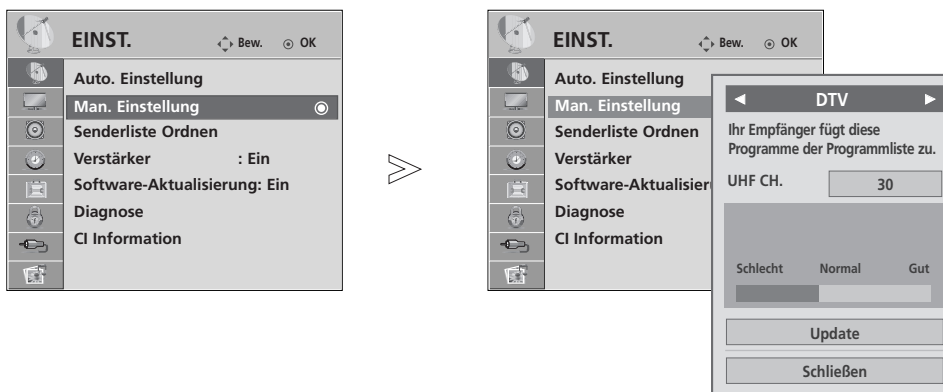 EINST.
Bew.
OK
Auto. Einstellung
Man. Einstellung
Senderliste Ordnen
Verstärker : Ein
Software-Aktualisierung: Ein
Diagnose
CI Information
EINST.
Bew.
OK
Auto. Einstellung
Man. Einstellung
Senderliste Ordnen
Verstärker
Software-Aktualisier
Diagnose
CI Information
DTV
Ihr Empfänger fügt diese
Programme der Programmliste zu.
UHF CH. 30
Schlecht Normal Gut
Update
Schließen